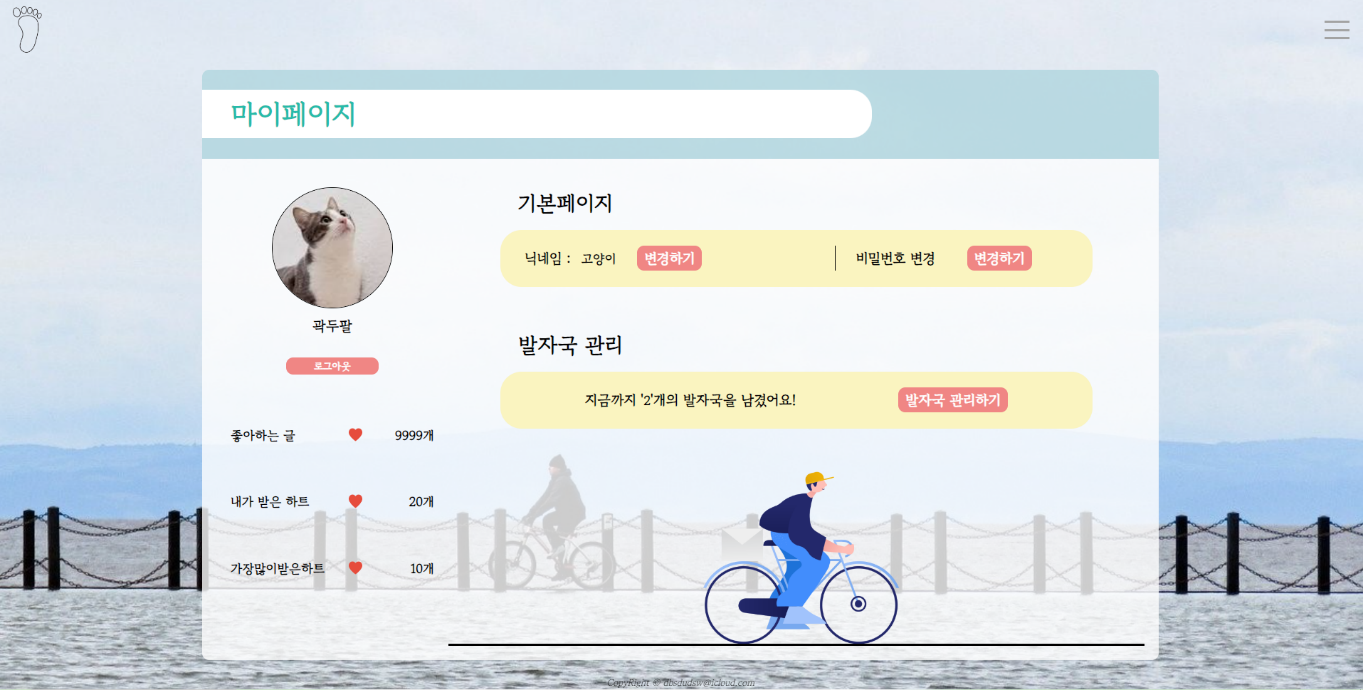 마이페이지
곽두팔
로그아웃
좋아하는 글 9999개
내가 받은 하트 20개
가장많이받은하트 10개
기본페이지
닉네임 : 고양이 변경하기 비밀번호 변경 변경하기
발자국 관리
지금까지 '2'개의 발자국을 남겼어요! 발자국 관리하기
CopyRight © dbsdudsw@icloud.com